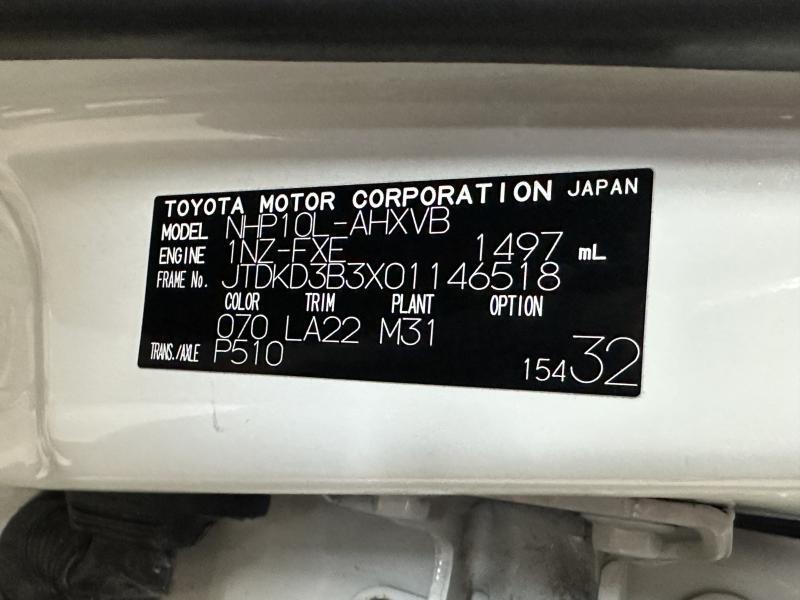 TOYOTA MOTOR CORPORATION JAPAN
MODEL NHP10L-AHXVB
ENGINE 1NZ-FXE 1497 mL
FRAME No. JTDKD3B3X01146518
COLOR TRIM PLANT OPTION
070 LA22 M31
TRANS./AXLE P510
15432